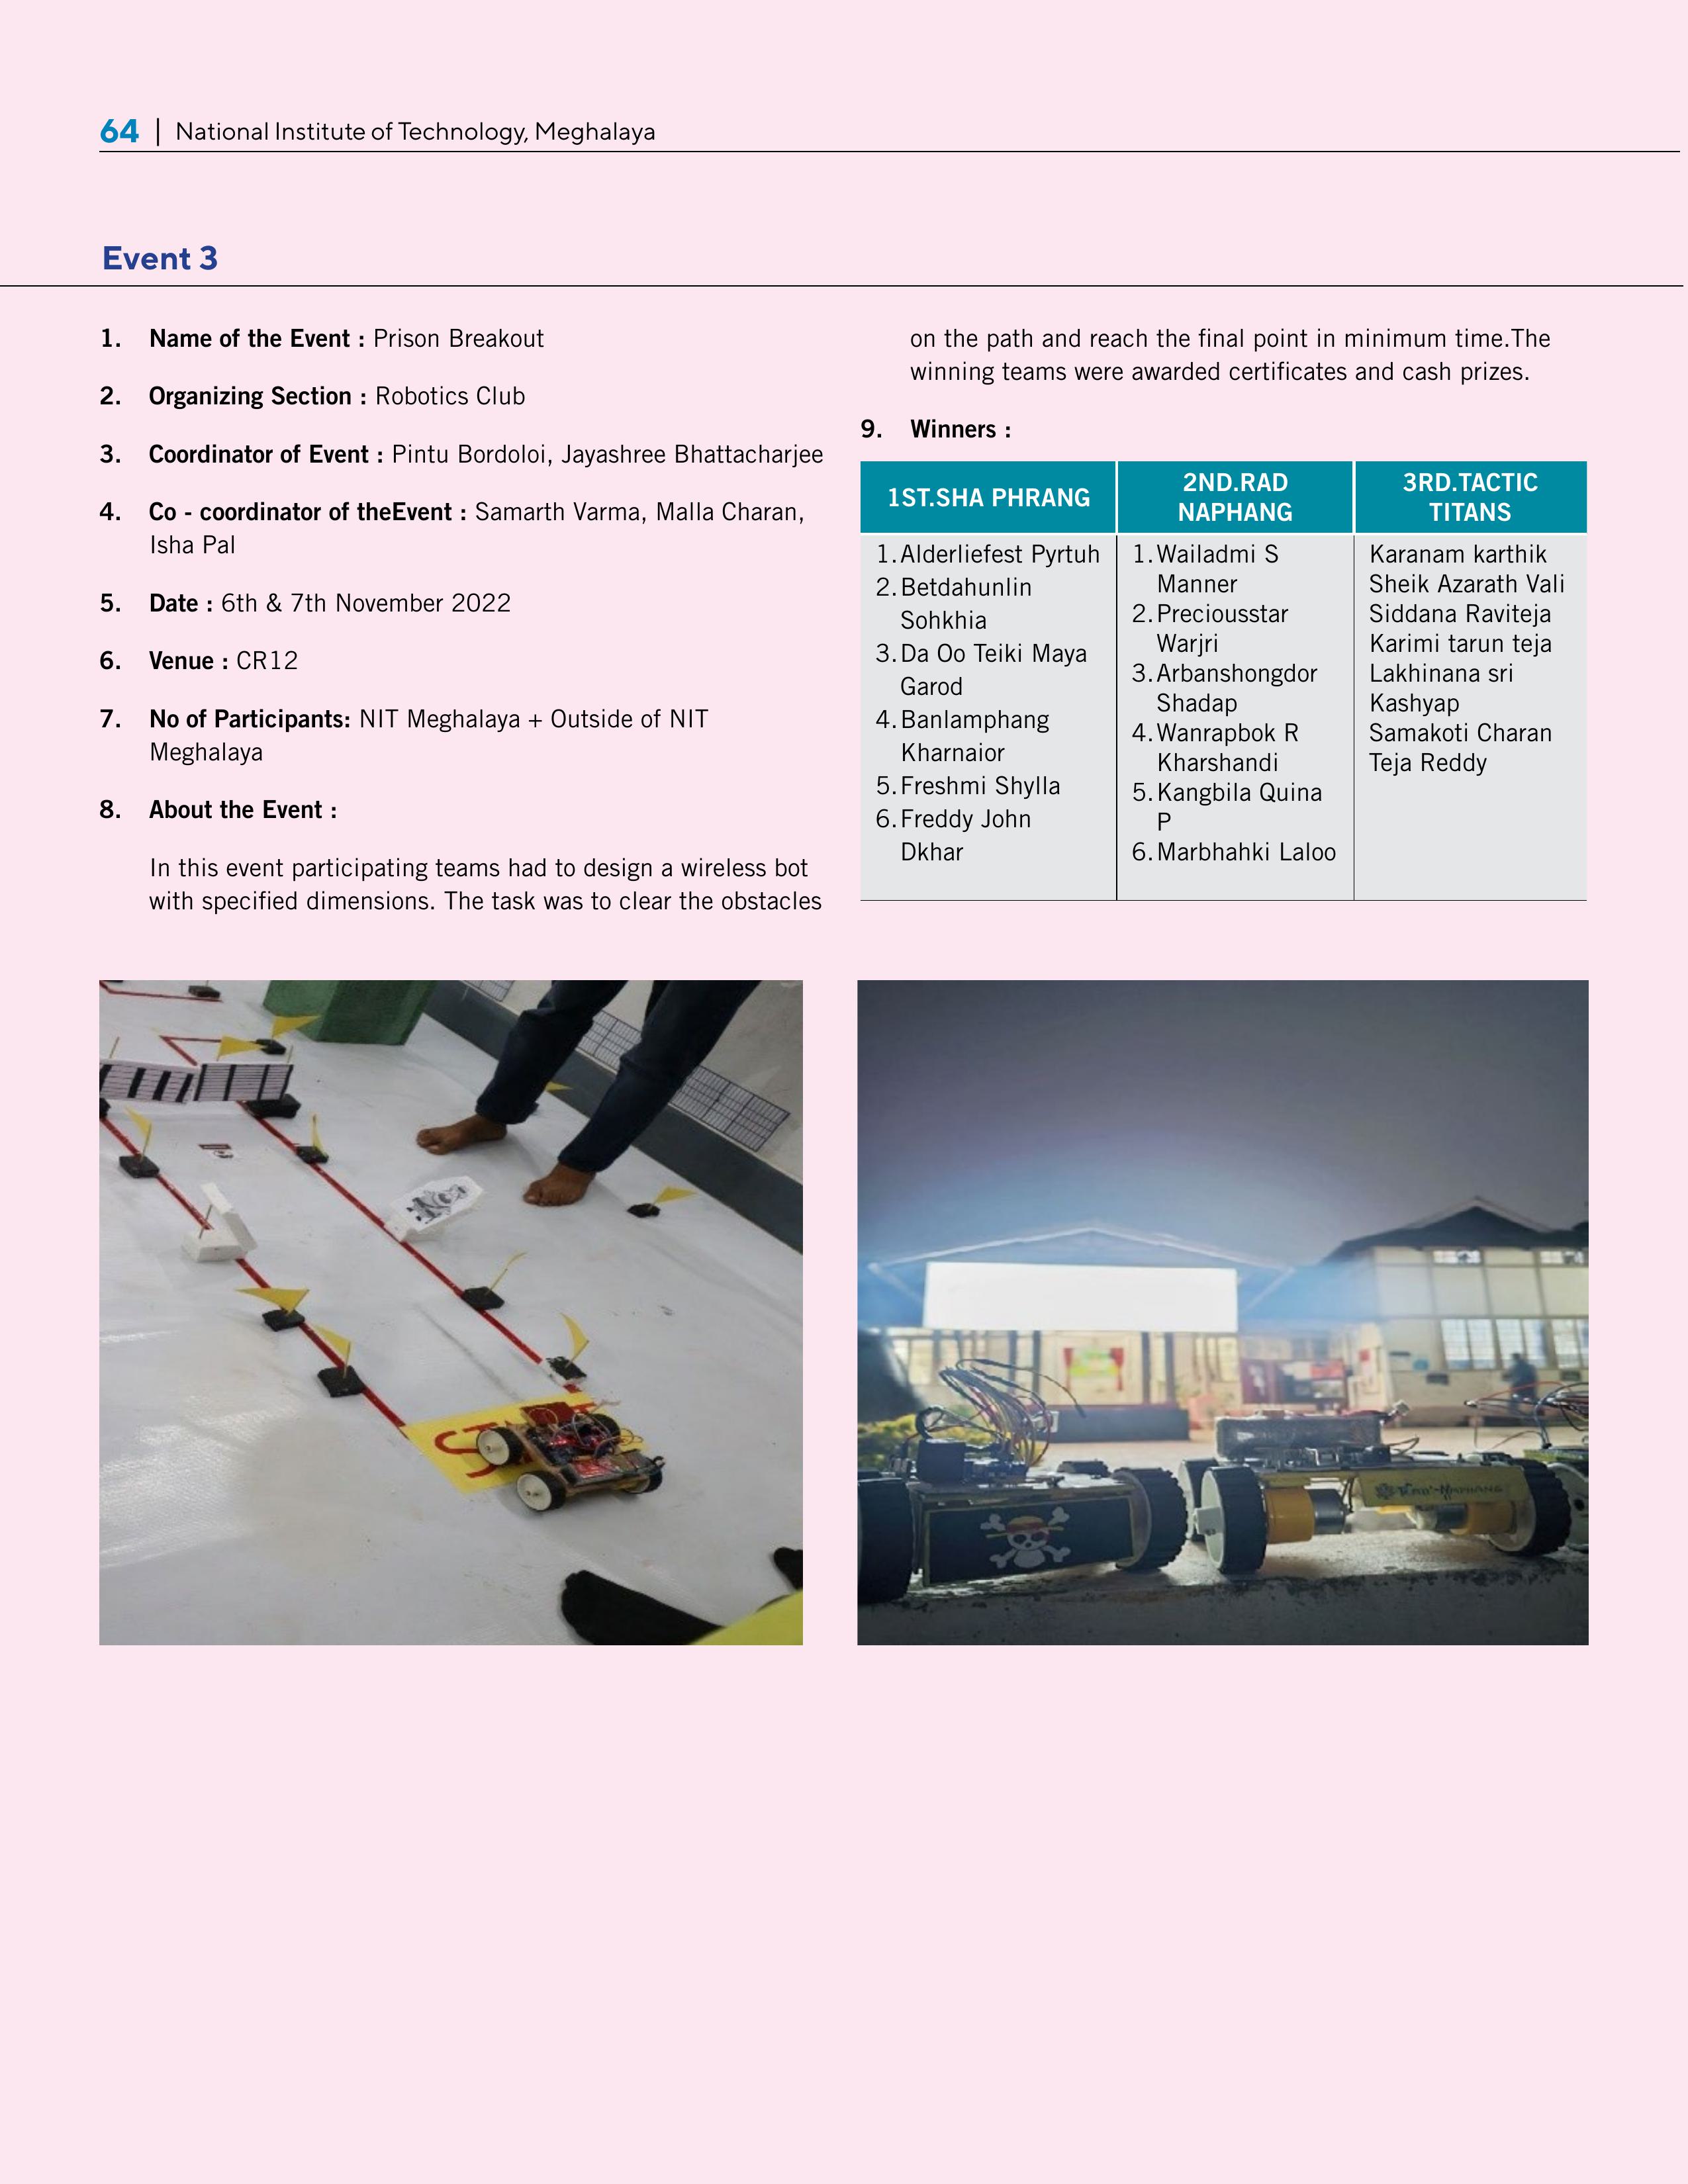 64 | National Institute of Technology, Meghalaya
Event 3
1. Name of the Event : Prison Breakout
2. Organizing Section : Robotics Club
3. Coordinator of Event : Pintu Bordoloi, Jayashree Bhattacharjee
4. Co - coordinator of theEvent : Samarth Varma, Malla Charan,
Isha Pal
5. Date : 6th & 7th November 2022
6. Venue : CR12
7. No of Participants: NIT Meghalaya + Outside of NIT
Meghalaya
8. About the Event :
In this event participating teams had to design a wireless bot
with specified dimensions. The task was to clear the obstacles
on the path and reach the final point in minimum time.The
winning teams were awarded certificates and cash prizes.
9. Winners :
1ST.SHA PHRANG
2ND.RAD
NAPHANG
3RD.TACTIC
TITANS
1. Alderliefest Pyrtuh
2. Betdahunlin
Sohkhia
3. Da Oo Teiki Maya
Garod
4. Banlamphang
Kharnaior
5. Freshmi Shylla
6. Freddy John
Dkhar
1. Wailadmi S
Manner
2. Preciousstar
Warjri
3. Arbanshongdor
Shadap
4. Wanrapbok R
Kharshandi
5. Kangbila Quina
P
6. Marbhahki Laloo
Karanam karthik
Sheik Azarath Vali
Siddana Raviteja
Karimi tarun teja
Lakhinana sri
Kashyap
Samakoti Charan
Teja Reddy